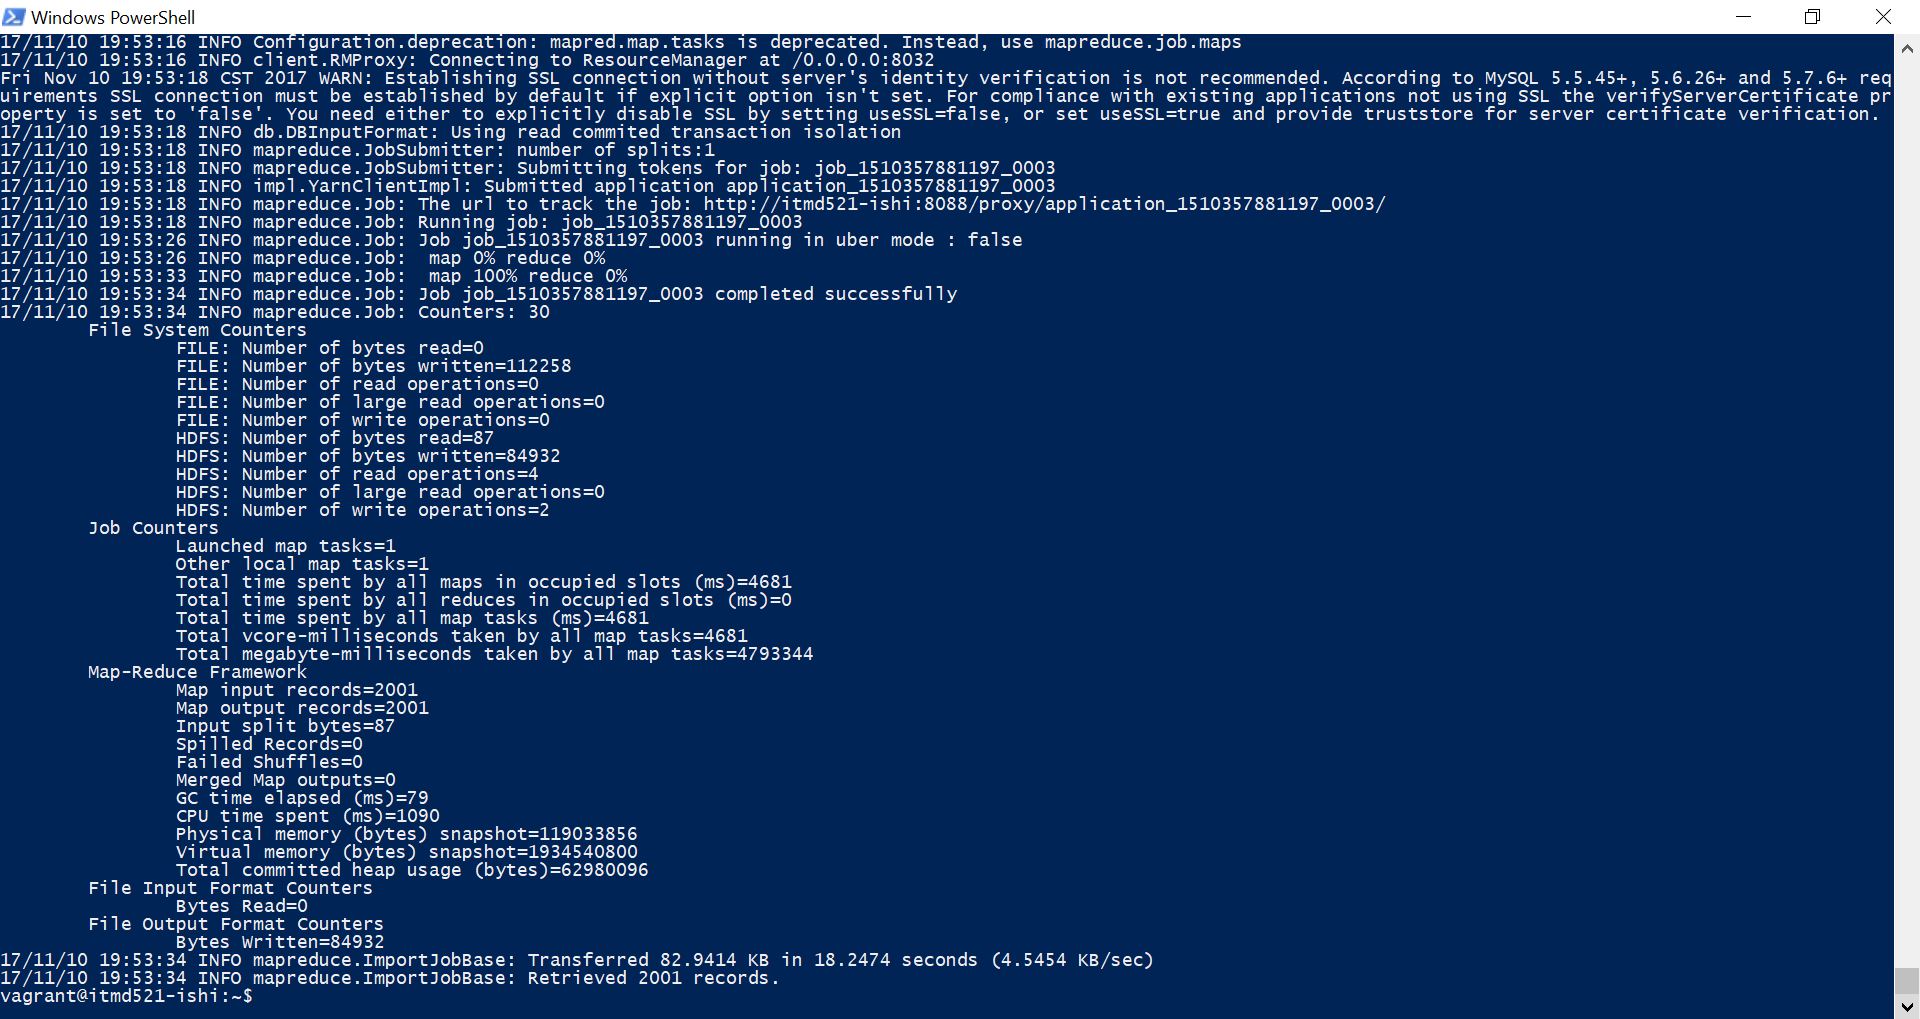 Windows PowerShell
17/11/10 19:53:16 INFO Configuration.deprecation: mapred.map.tasks is deprecated. Instead, use mapreduce.job.maps
17/11/10 19:53:16 INFO client.RMProxy: Connecting to ResourceManager at /0.0.0.0:8032
Fri Nov 10 19:53:18 CST 2017 WARN: Establishing SSL connection without server's identity verification is not recommended. According to MySQL 5.5.45+, 5.6.26+ and 5.7.6+ req
uirements SSL connection must be established by default if explicit option isn't set. For compliance with existing applications not using SSL the verifyServerCertificate pr
operty is set to 'false'. You need either to explicitly disable SSL by setting useSSL=false, or set useSSL=true and provide truststore for server certificate verification.
17/11/10 19:53:18 INFO db.DBInputFormat: Using read commited transaction isolation
17/11/10 19:53:18 INFO mapreduce.JobSubmitter: number of splits:1
17/11/10 19:53:18 INFO mapreduce.JobSubmitter: Submitting tokens for job: job_1510357881197_0003
17/11/10 19:53:18 INFO impl.YarnClientImpl: Submitted application application_1510357881197_0003
17/11/10 19:53:18 INFO mapreduce.Job: The url to track the job: http://itmd521-ishi:8088/proxy/application_1510357881197_0003/
17/11/10 19:53:18 INFO mapreduce.Job: Running job: job_1510357881197_0003
17/11/10 19:53:26 INFO mapreduce.Job: Job job_1510357881197_0003 running in uber mode : false
17/11/10 19:53:26 INFO mapreduce.Job:  map 0% reduce 0%
17/11/10 19:53:33 INFO mapreduce.Job:  map 100% reduce 0%
17/11/10 19:53:34 INFO mapreduce.Job: Job job_1510357881197_0003 completed successfully
17/11/10 19:53:34 INFO mapreduce.Job: Counters: 30
File System Counters
FILE: Number of bytes read=0
FILE: Number of bytes written=112258
FILE: Number of read operations=0
FILE: Number of large read operations=0
FILE: Number of write operations=0
HDFS: Number of bytes read=87
HDFS: Number of bytes written=84932
HDFS: Number of read operations=4
HDFS: Number of large read operations=0
HDFS: Number of write operations=2
Job Counters
Launched map tasks=1
Other local map tasks=1
Total time spent by all maps in occupied slots (ms)=4681
Total time spent by all reduces in occupied slots (ms)=0
Total time spent by all map tasks (ms)=4681
Total vcore-milliseconds taken by all map tasks=4681
Total megabyte-milliseconds taken by all map tasks=4793344
Map-Reduce Framework
Map input records=2001
Map output records=2001
Input split bytes=87
Spilled Records=0
Failed Shuffles=0
Merged Map outputs=0
GC time elapsed (ms)=79
CPU time spent (ms)=1090
Physical memory (bytes) snapshot=119033856
Virtual memory (bytes) snapshot=1934540800
Total committed heap usage (bytes)=62980096
File Input Format Counters
Bytes Read=0
File Output Format Counters
Bytes Written=84932
17/11/10 19:53:34 INFO mapreduce.ImportJobBase: Transferred 82.9414 KB in 18.2474 seconds (4.5454 KB/sec)
17/11/10 19:53:34 INFO mapreduce.ImportJobBase: Retrieved 2001 records.
vagrant@itmd521-ishi:~$